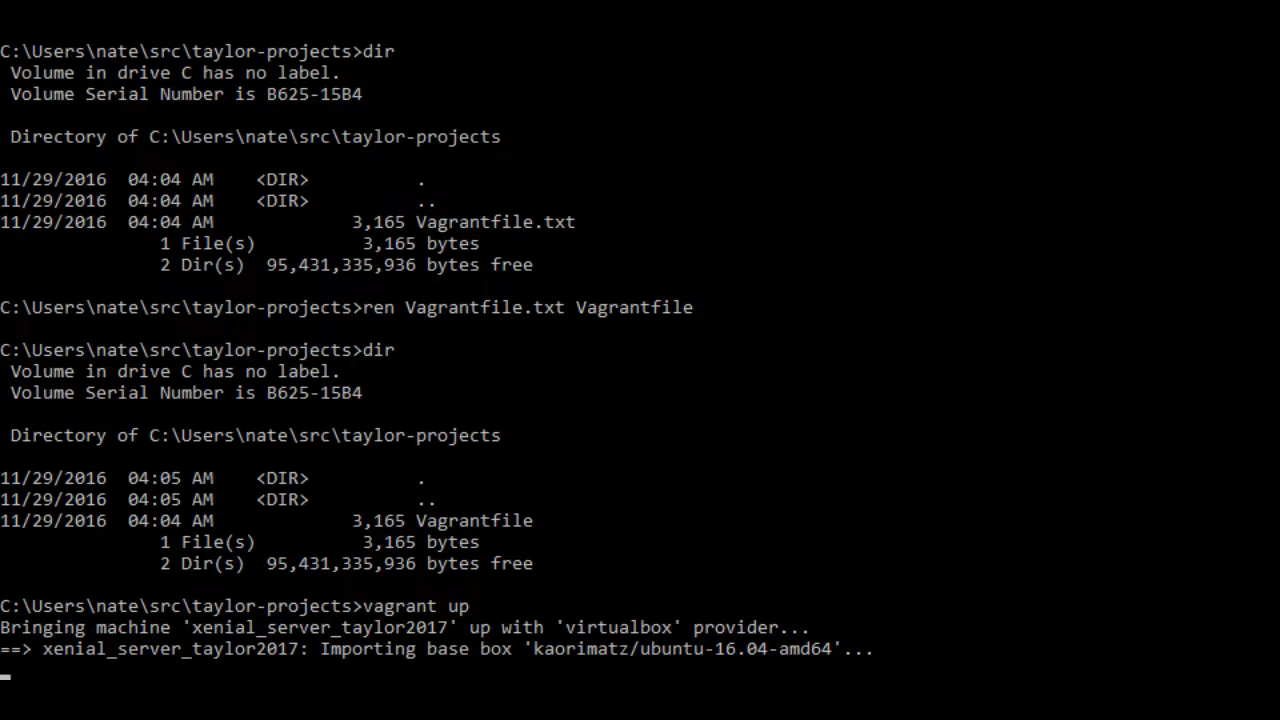 C:\Users\nate\src\taylor-projects>dir
 Volume in drive C has no label.
 Volume Serial Number is B625-15B4

 Directory of C:\Users\nate\src\taylor-projects

11/29/2016  04:04 AM    <DIR>          .
11/29/2016  04:04 AM    <DIR>          ..
11/29/2016  04:04 AM             3,165 Vagrantfile.txt
               1 File(s)          3,165 bytes
               2 Dir(s)  95,431,335,936 bytes free

C:\Users\nate\src\taylor-projects>ren Vagrantfile.txt Vagrantfile

C:\Users\nate\src\taylor-projects>dir
 Volume in drive C has no label.
 Volume Serial Number is B625-15B4

 Directory of C:\Users\nate\src\taylor-projects

11/29/2016  04:05 AM    <DIR>          .
11/29/2016  04:05 AM    <DIR>          ..
11/29/2016  04:04 AM             3,165 Vagrantfile
               1 File(s)          3,165 bytes
               2 Dir(s)  95,431,335,936 bytes free

C:\Users\nate\src\taylor-projects>vagrant up
Bringing machine 'xenial_server_taylor2017' up with 'virtualbox' provider...
==> xenial_server_taylor2017: Importing base box 'kaorimatz/ubuntu-16.04-amd64'...